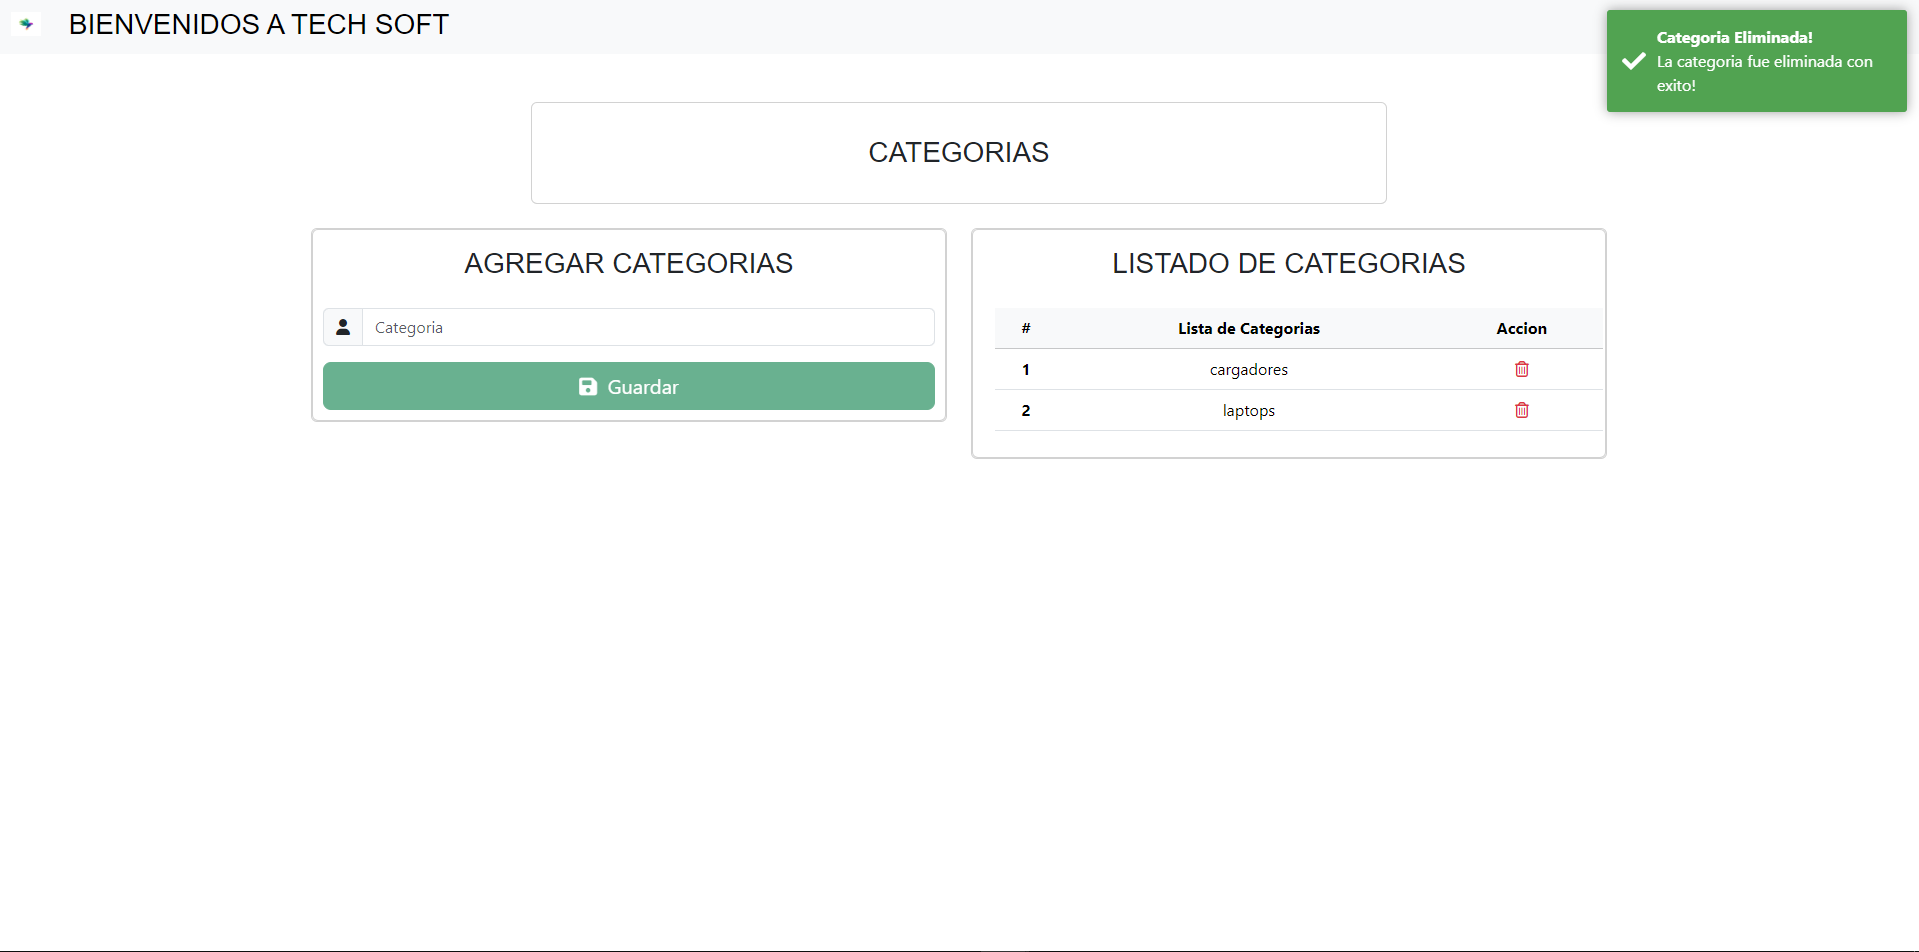 BIENVENIDOS A TECH SOFT
Categoria Eliminada!
La categoria fue eliminada con
exito!
CATEGORIAS
AGREGAR CATEGORIAS
Categoria
Guardar
LISTADO DE CATEGORIAS
# Lista de Categorias Accion
1 cargadores
2 laptops